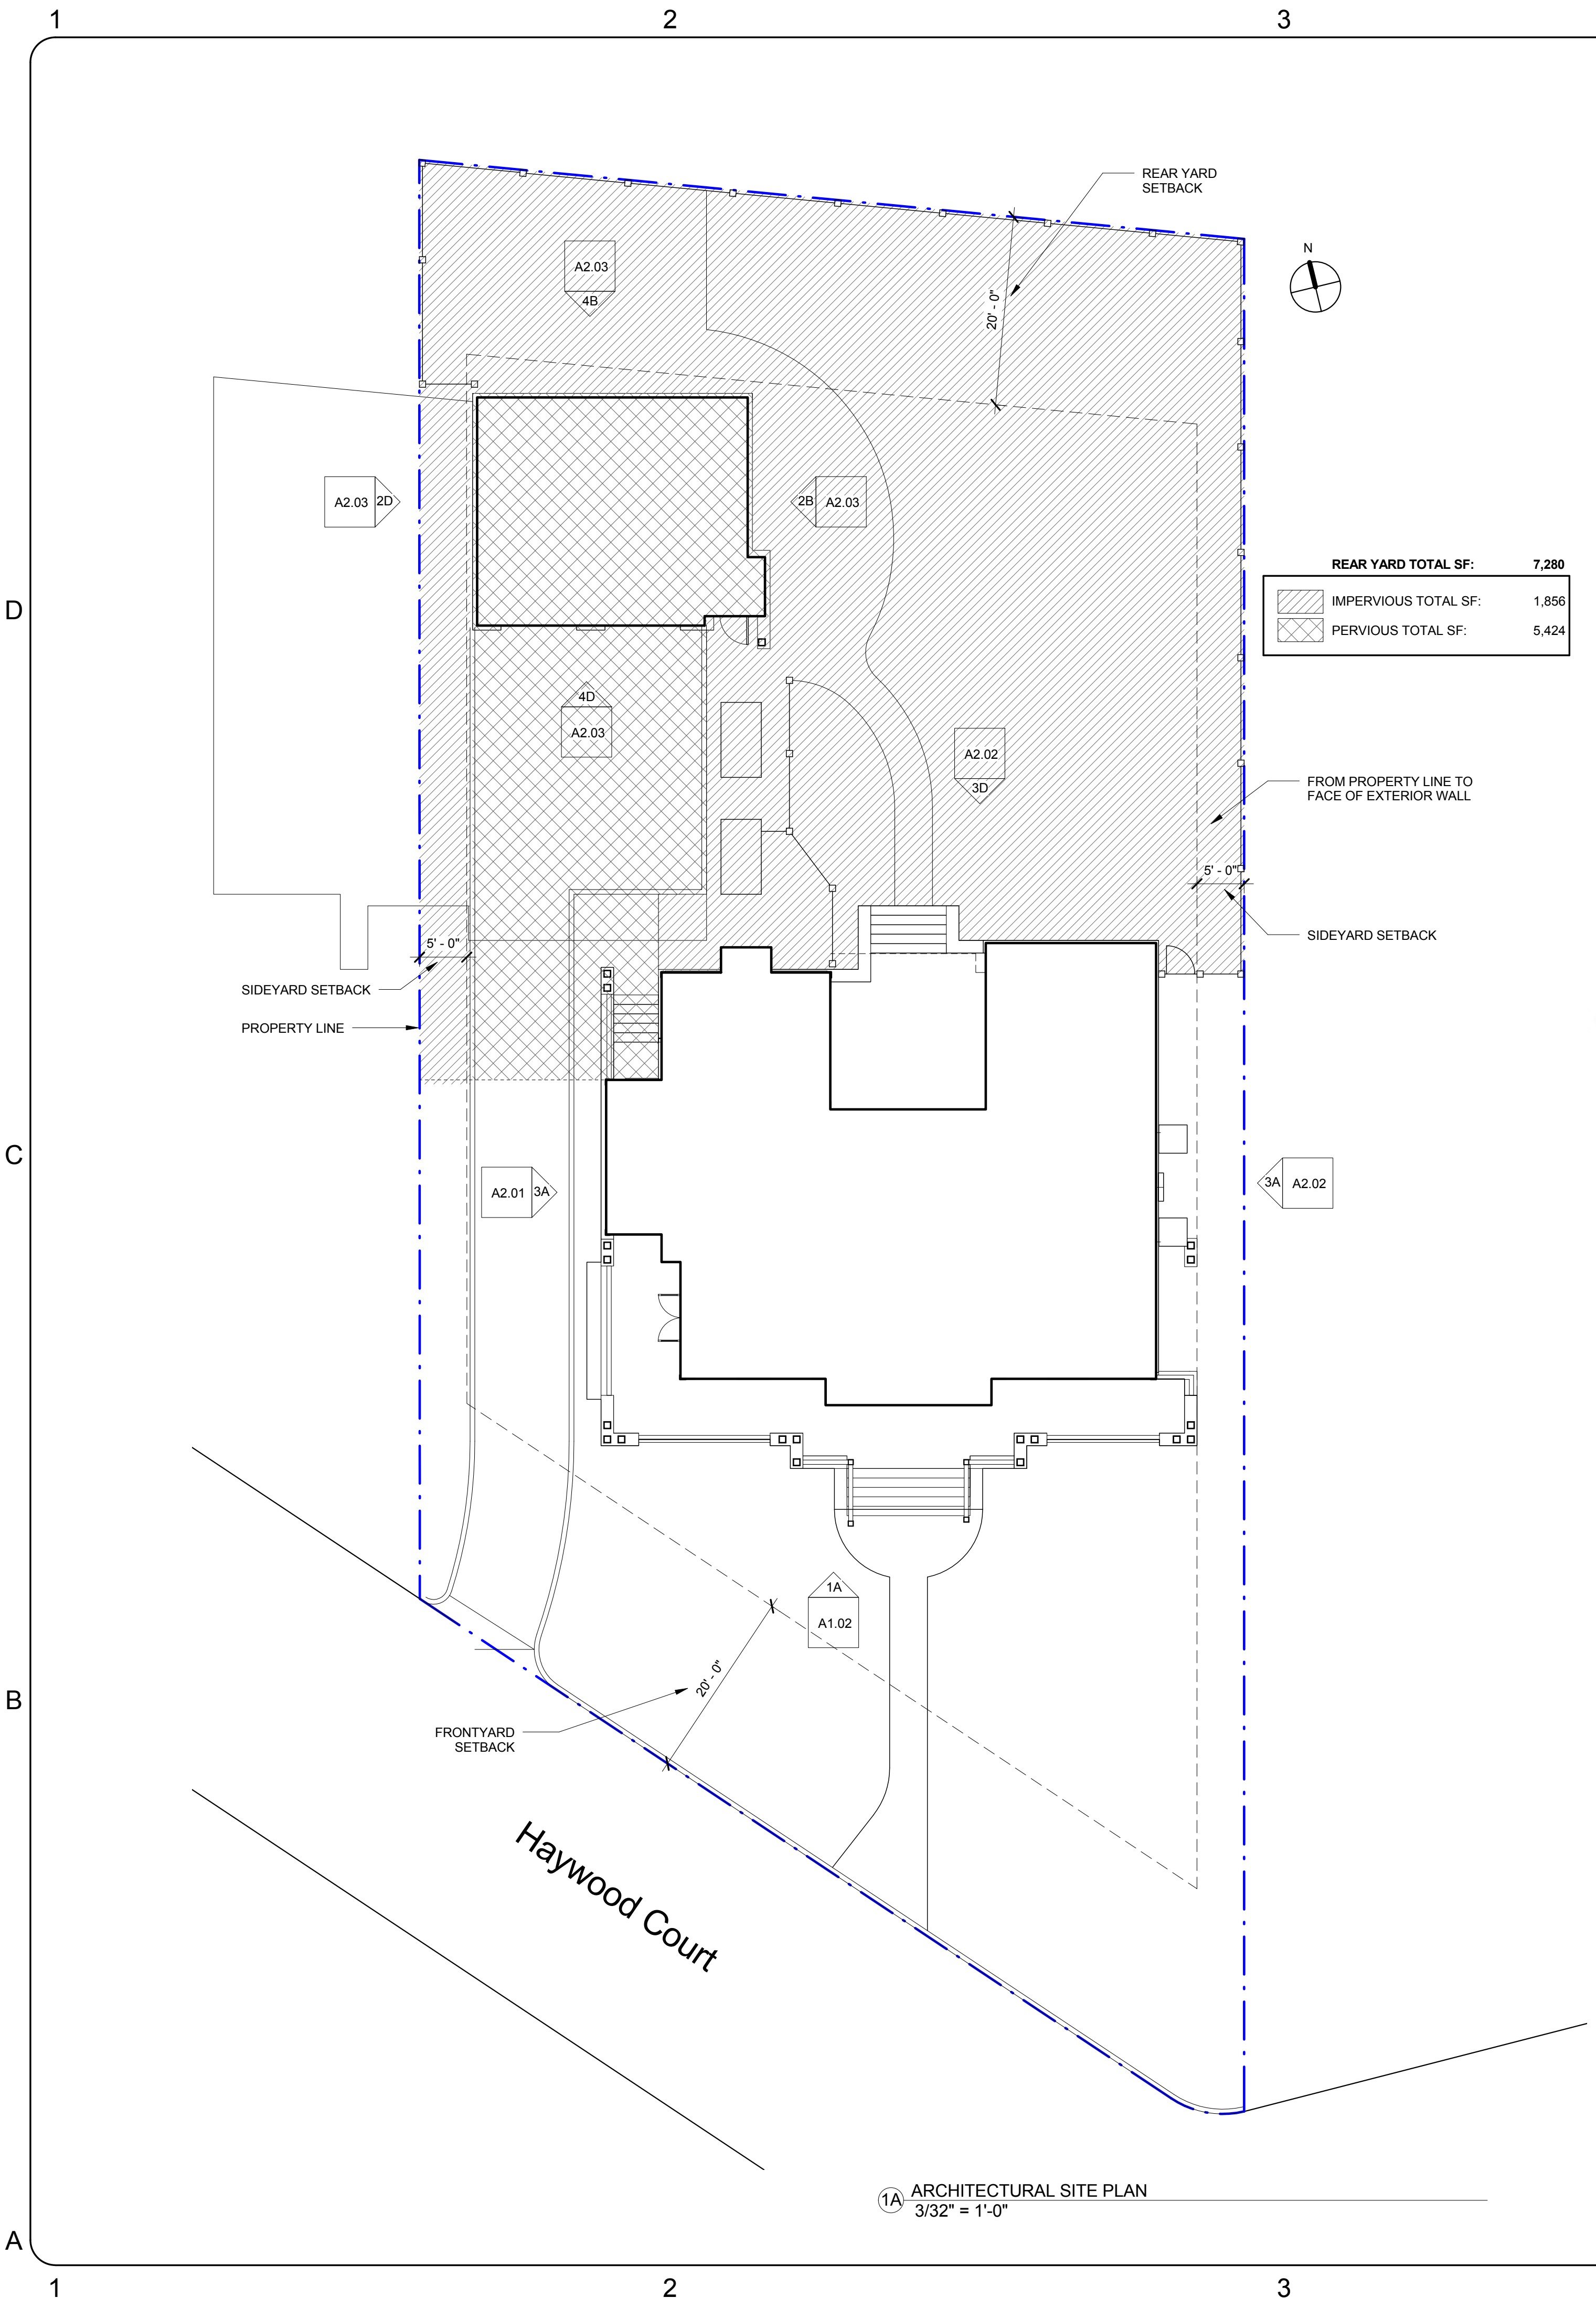 1 2 3
REAR YARD
SETBACK
N
A2.03
4B
20' - 0"
A2.03 2D
2B A2.03
REAR YARD TOTAL SF: 7,280
IMPERVIOUS TOTAL SF: 1,856
PERVIOUS TOTAL SF: 5,424
D
4D
A2.03
A2.02
3D
FROM PROPERTY LINE TO
FACE OF EXTERIOR WALL
5' - 0"
SIDEYARD SETBACK
5' - 0"
SIDEYARD SETBACK
PROPERTY LINE
C
A2.01 3A
3A A2.02
1A
A1.02
20' - 0"
B
FRONTYARD
SETBACK
Haywood Court
1A ARCHITECTURAL SITE PLAN
3/32" = 1'-0"
A
1 2 3